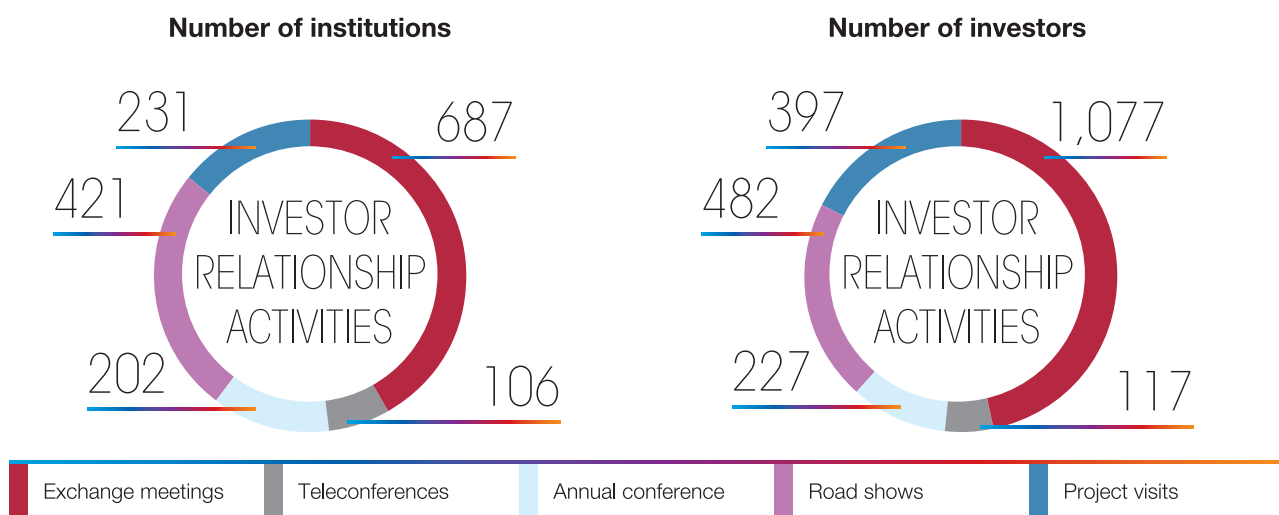 Number of institutions
231
687
421
INVESTOR
RELATIONSHIP
ACTIVITIES
202
106
Number of investors
397
1,077
482
INVESTOR
RELATIONSHIP
ACTIVITIES
227
117
Exchange meetings
Teleconferences
Annual conference
Road shows
Project visits